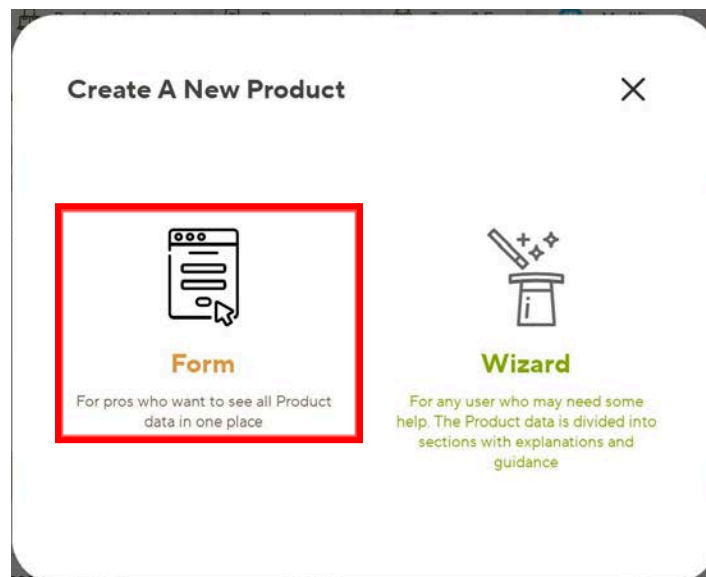 Create A New Product
Form
For pros who want to see all Product
data in one place
Wizard
For any user who may need some
help. The Product data is divided into
sections with explanations and
guidance